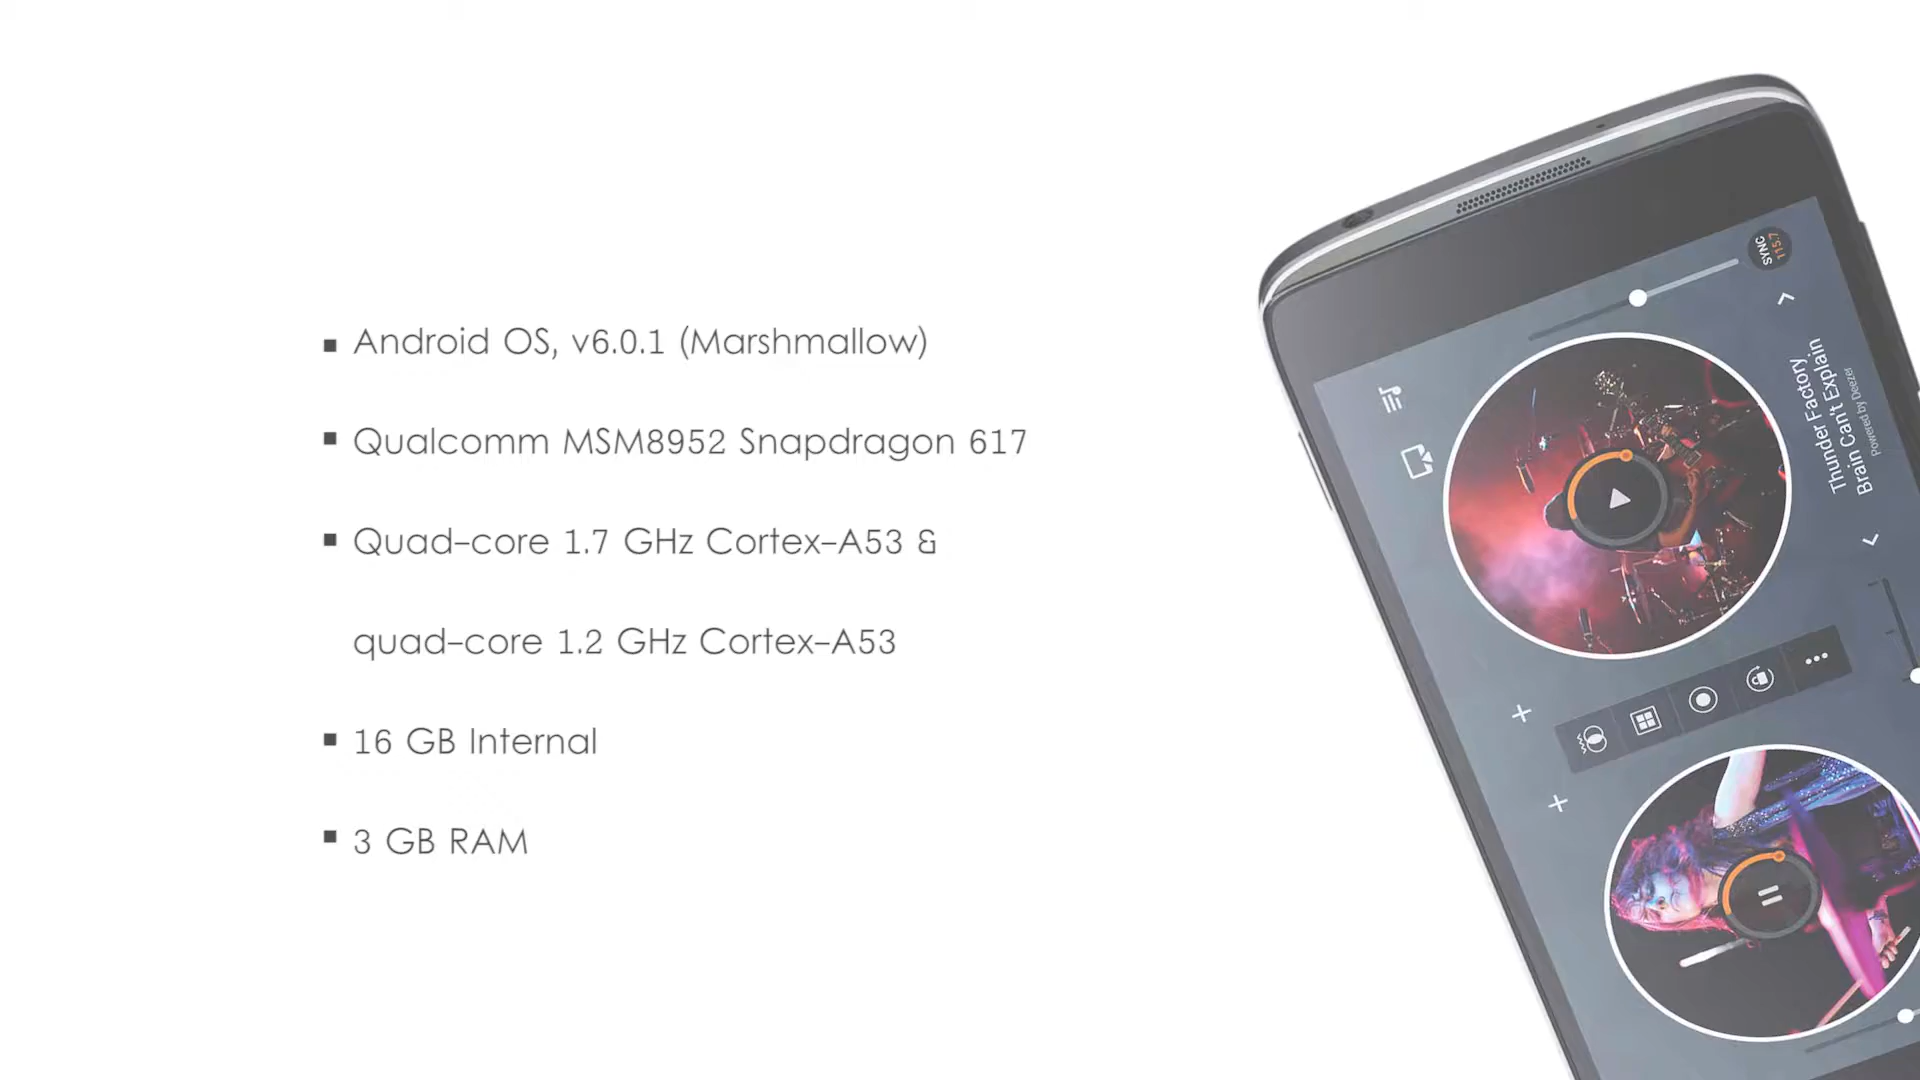 Android OS, v6.0.1 (Marshmallow)
Qualcomm MSM8952 Snapdragon 617
Quad-core 1.7 GHz Cortex-A53 &
quad-core 1.2 GHz Cortex-A53
16 GB Internal
3 GB RAM
SYNC
115.7
Thunder Factory
Brain Can't Explain
Powered by Deezer